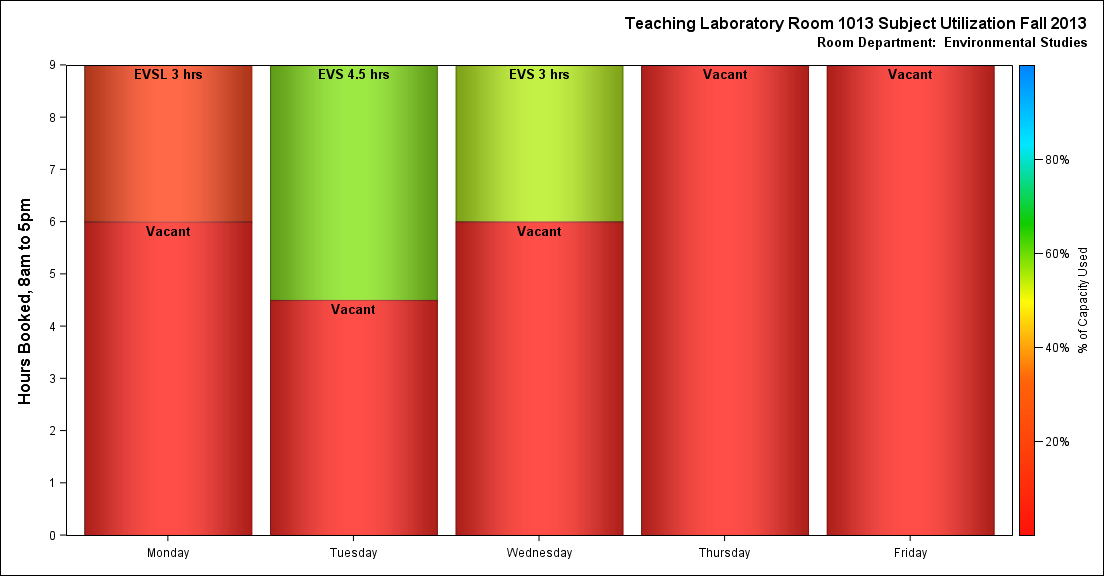 Teaching Laboratory Room 1013 Subject Utilization Fall 2013
Room Department: Environmental Studies
Hours Booked, 8am to 5pm
9
8
7
6
5
4
3
2
1
0
EVSL 3 hrs
Vacant
EVS 4.5 hrs
Vacant
EVS 3 hrs
Vacant
Vacant
Vacant
Monday
Tuesday
Wednesday
Thursday
Friday
80%
60%
40%
20%
% of Capacity Used